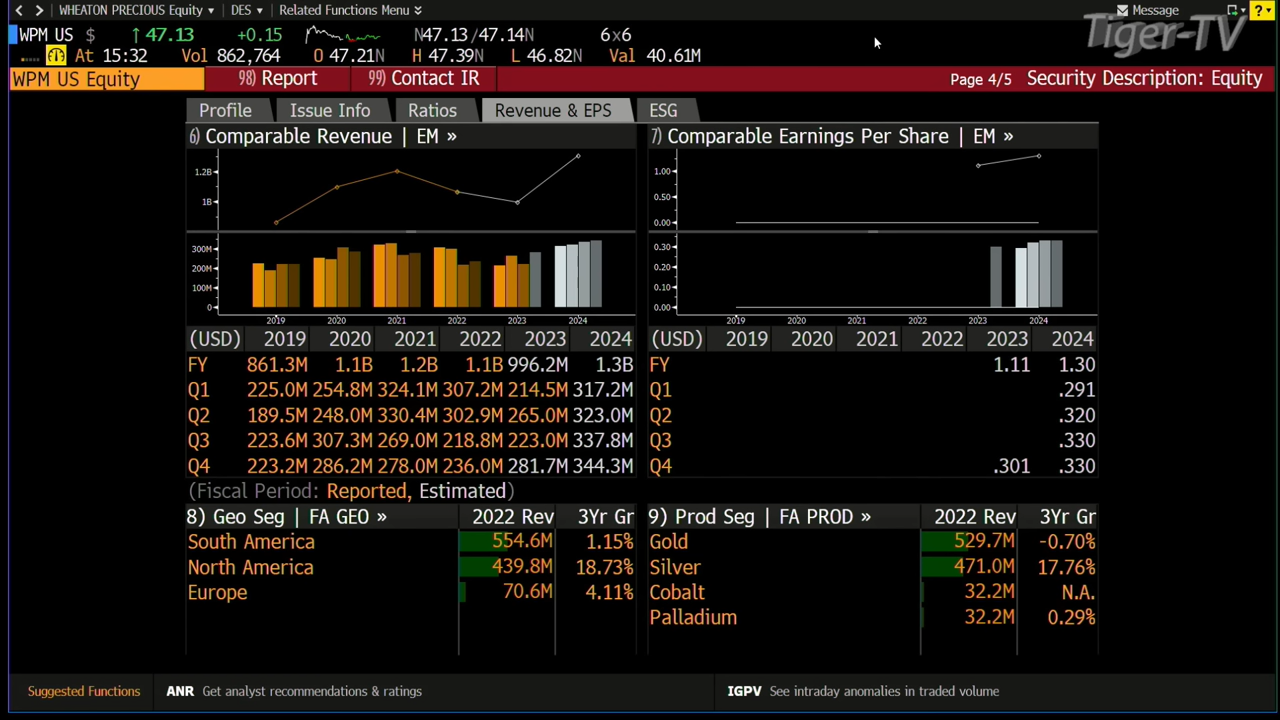 < > WHEATON PRECIOUS Equity ▾ DES ▾ Related Functions Menu Message ?
Tiger-TV
WPM US $ ↑ 47.13 +0.15 N47.13/47.14N 6x6
At 15:32 Vol 862,764 O 47.21N H 47.39N L 46.82N Val 40.61M
WPM US Equity 98) Report 99) Contact IR Page 4/5 Security Description: Equity
Profile Issue Info Ratios Revenue & EPS ESG
6) Comparable Revenue | EM »
1.2B
1B
300M
200M
100M
0
2019 2020 2021 2022 2023 2024
(USD) 2019 2020 2021 2022 2023 2024
FY 861.3M 1.1B 1.2B 1.1B 996.2M 1.3B
Q1 225.0M 254.8M 324.1M 307.2M 214.5M 317.2M
Q2 189.5M 248.0M 330.4M 302.9M 265.0M 323.0M
Q3 223.6M 307.3M 269.0M 218.8M 223.0M 337.8M
Q4 223.2M 286.2M 278.0M 236.0M 281.7M 344.3M
(Fiscal Period: Reported, Estimated)
7) Comparable Earnings Per Share | EM »
1.00
0.50
0.00
0.30
0.20
0.10
0.00
2019 2020 2021 2022 2023 2024
(USD) 2019 2020 2021 2022 2023 2024
FY 1.11 1.30
Q1 .291
Q2 .320
Q3 .330
Q4 .301 .330
8) Geo Seg | FA GEO » 2022 Rev 3Yr Gr
South America 554.6M 1.15%
North America 439.8M 18.73%
Europe 70.6M 4.11%
9) Prod Seg | FA PROD » 2022 Rev 3Yr Gr
Gold 529.7M -0.70%
Silver 471.0M 17.76%
Cobalt 32.2M N.A.
Palladium 32.2M 0.29%
Suggested Functions ANR Get analyst recommendations & ratings IGPV See intraday anomalies in traded volume